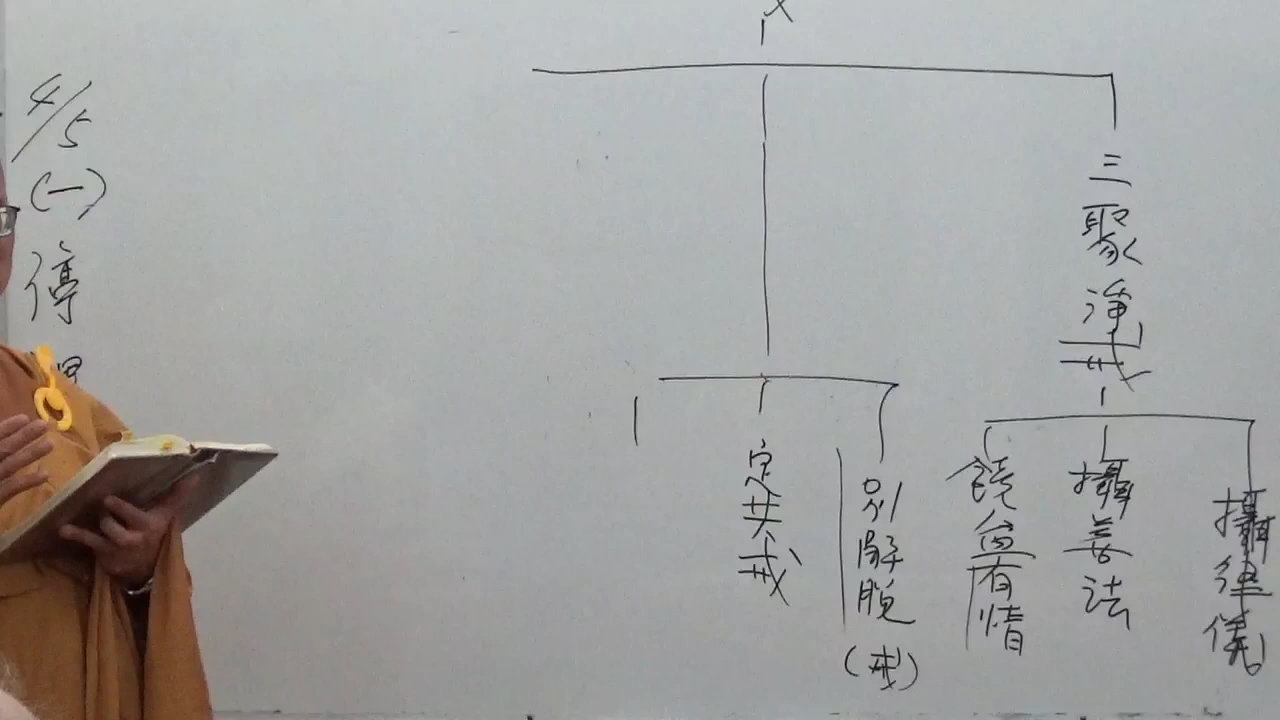 4/5
(一)
停
三聚淨戒
攝律儀
攝善法
饒益有情
別解脫(戒)
定共戒